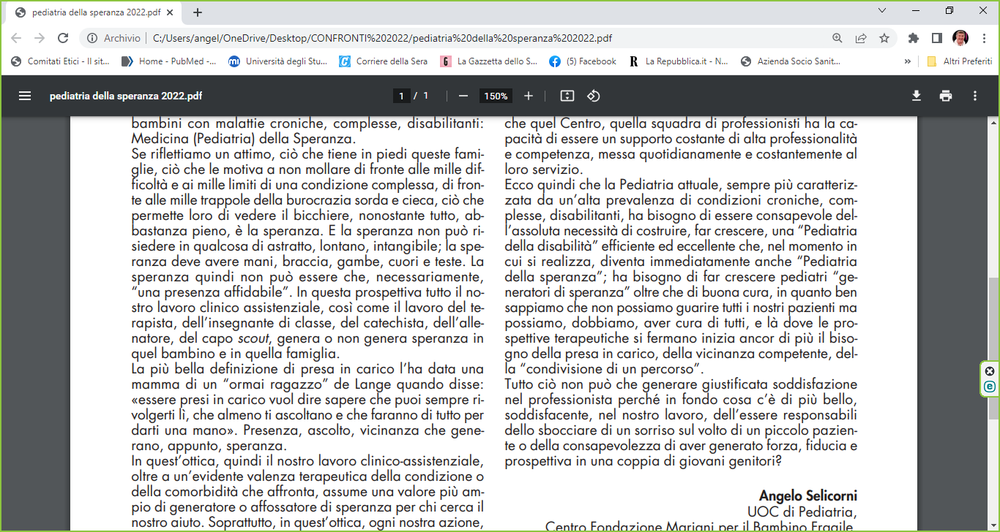 pediatria della speranza 2022.pdf
Archivio
C:/Users/angel/OneDrive/Desktop/CONFRONTI%202022/pediatria%20della%20speranza%202022.pdf
Comitati Etici - Il sit...
Home - PubMed -...
Università degli Stu...
Corriere della Sera
La Gazzetta dello S...
(5) Facebook
La Repubblica.it - N...
Azienda Socio Sanit...
»
Altri Preferiti
pediatria della speranza 2022.pdf
1 / 1
150%
bambini con malattie croniche, complesse, disabilitanti:
Medicina (Pediatria) della Speranza.
Se riflettiamo un attimo, ciò che tiene in piedi queste fami-
glie, ciò che le motiva a non mollare di fronte alle mille dif-
ficoltà e ai mille limiti di una condizione complessa, di fron-
te alle mille trappole della burocrazia sorda e cieca, ciò che
permette loro di vedere il bicchiere, nonostante tutto, ab-
bastanza pieno, è la speranza. E la speranza non può ri-
siedere in qualcosa di astratto, lontano, intangibile; la spe-
ranza deve avere mani, braccia, gambe, cuori e teste. La
speranza quindi non può essere che, necessariamente,
“una presenza affidabile”. In questa prospettiva tutto il no-
stro lavoro clinico assistenziale, così come il lavoro del te-
rapista, dell’insegnante di classe, del catechista, dell’alle-
natore, del capo scout, genera o non genera speranza in
quel bambino e in quella famiglia.
La più bella definizione di presa in carico l’ha data una
mamma di un “ormai ragazzo” de Lange quando disse:
«essere presi in carico vuol dire sapere che puoi sempre ri-
volgerti lì, che almeno ti ascoltano e che faranno di tutto per
darti una mano». Presenza, ascolto, vicinanza che gene-
rano, appunto, speranza.
In quest’ottica, quindi il nostro lavoro clinico-assistenziale,
oltre a un’evidente valenza terapeutica della condizione o
della comorbidità che affronta, assume una valore più am-
pio di generatore o affossatore di speranza per chi cerca il
nostro aiuto. Soprattutto, in quest’ottica, ogni nostra azione,
che quel Centro, quella squadra di professionisti ha la ca-
pacità di essere un supporto costante di alta professionalità
e competenza, messa quotidianamente e costantemente al
loro servizio.
Ecco quindi che la Pediatria attuale, sempre più caratteriz-
zata da un’alta prevalenza di condizioni croniche, com-
plesse, disabilitanti, ha bisogno di essere consapevole del-
l’assoluta necessità di costruire, far crescere, una “Pediatria
della disabilità” efficiente ed eccellente che, nel momento in
cui si realizza, diventa immediatamente anche “Pediatria
della speranza”; ha bisogno di far crescere pediatri “ge-
neratori di speranza” oltre che di buona cura, in quanto ben
sappiamo che non possiamo guarire tutti i nostri pazienti ma
possiamo, dobbiamo, aver cura di tutti, e là dove le pro-
spettive terapeutiche si fermano inizia ancor di più il biso-
gno della presa in carico, della vicinanza competente, del-
la “condivisione di un percorso”.
Tutto ciò non può che generare giustificata soddisfazione
nel professionista perché in fondo cosa c’è di più bello,
soddisfacente, nel nostro lavoro, dell’essere responsabili
dello sbocciare di un sorriso sul volto di un piccolo pazien-
te o della consapevolezza di aver generato forza, fiducia e
prospettiva in una coppia di giovani genitori?
Angelo Selicorni
UOC di Pediatria,
Centro Fondazione Mariani per il Bambino Fragile,